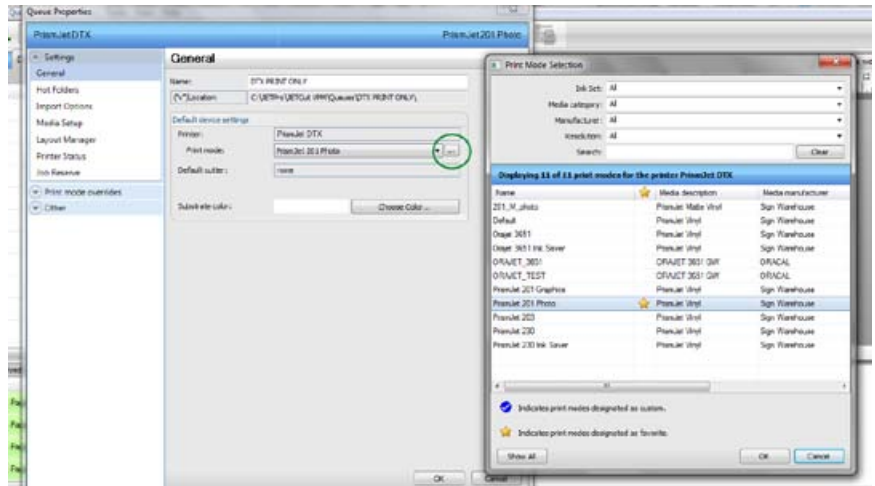 Queue Properties
PrismJet DTX
PrismJet 201 Photo
Settings
General
Hot Folders
Import Options
Media Setup
Layout Manager
Printer Status
Job Reserve
Print mode overrides
Other
General
Name: DTX PRINT ONLY
Location:
Default device settings
Printer: PrismJet DTX
Print mode: PrismJet 201 Photo
...
Default cutter: none
Substrate color:
Choose Color ...
OK
Cancel
Print Mode Selection
Ink Set: All
Media category: All
Manufacturer: All
Resolution: All
Search:
Clear
Displaying 11 of 11 print modes for the printer PrismJet DTX
Name Media description Media manufacturer
201_M_photo PrismJet Matte Vinyl Sign Warehouse
Default PrismJet Vinyl Sign Warehouse
Orajet 3651 PrismJet Vinyl Sign Warehouse
Orajet 3651 Ink Saver PrismJet Vinyl Sign Warehouse
ORAJET_3651 ORAJET 3651 ORACAL
ORAJET_TEST ORAJET 3651 ORACAL
PrismJet 201 Graphics PrismJet Vinyl Sign Warehouse
PrismJet 201 Photo PrismJet Vinyl Sign Warehouse
PrismJet 203 PrismJet Vinyl Sign Warehouse
PrismJet 230 PrismJet Vinyl Sign Warehouse
PrismJet 230 Ink Saver PrismJet Vinyl Sign Warehouse
Indicates print modes designated as custom.
Indicates print modes designated as favorite.
Show All
OK
Cancel